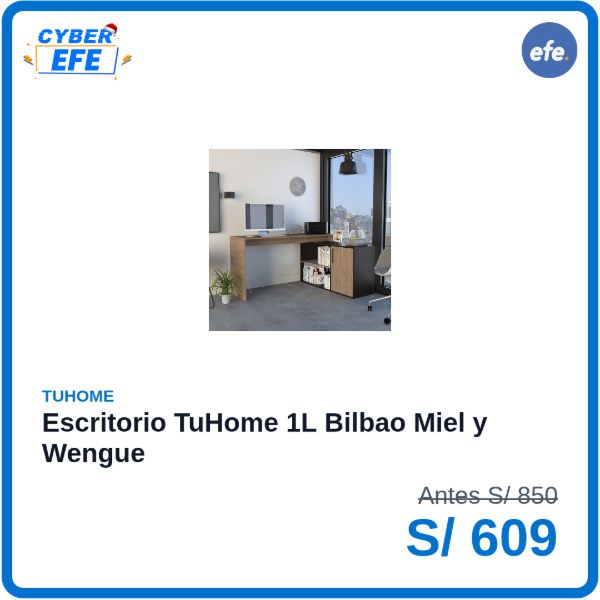 CYBER
EFE
efe.
TUHOME
Escritorio TuHome 1L Bilbao Miel y
Wengue
Antes S/ 850
S/ 609